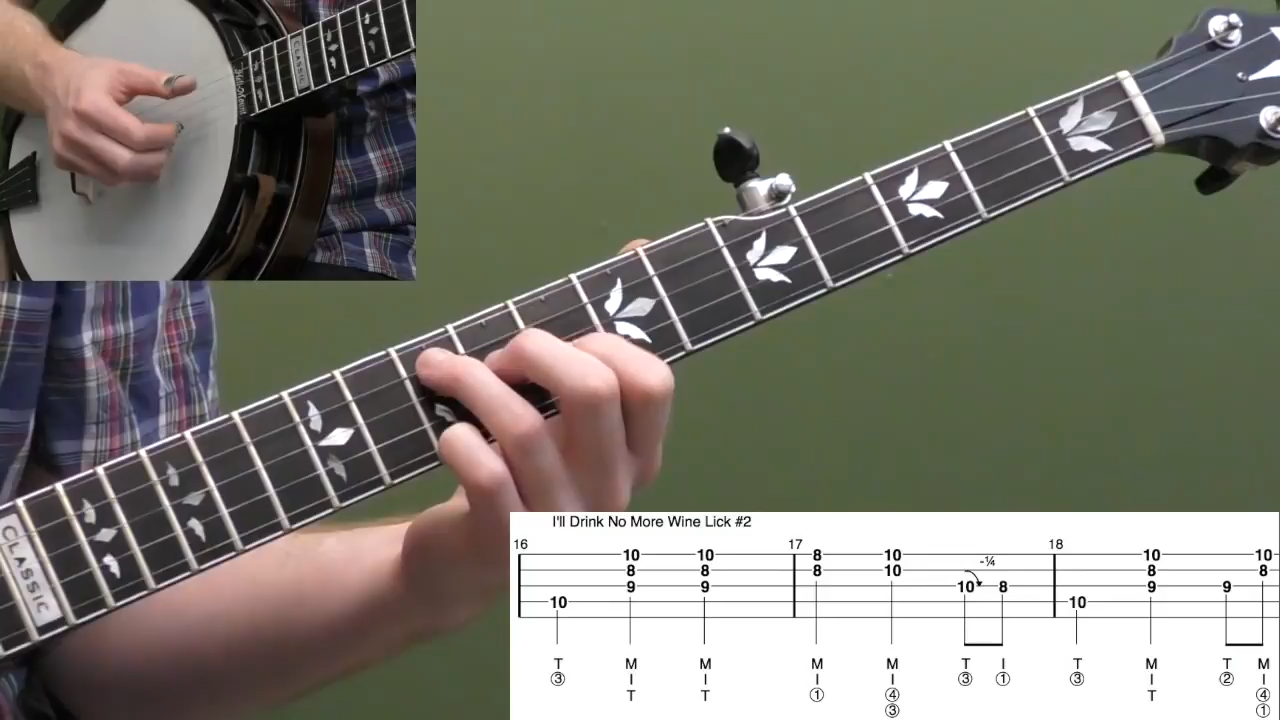 CLASSIC
CLASSIC
I'll Drink No More Wine Lick #2
16 17 18
10 10 8 10 10 10
-¼
8 8 8 10 8 8
9 9 10 8 9 9
10 10
T M M M M T I T M T M
③ I I I I ③ ① ③ I ② I
T T ① ④ T ④
③ ①